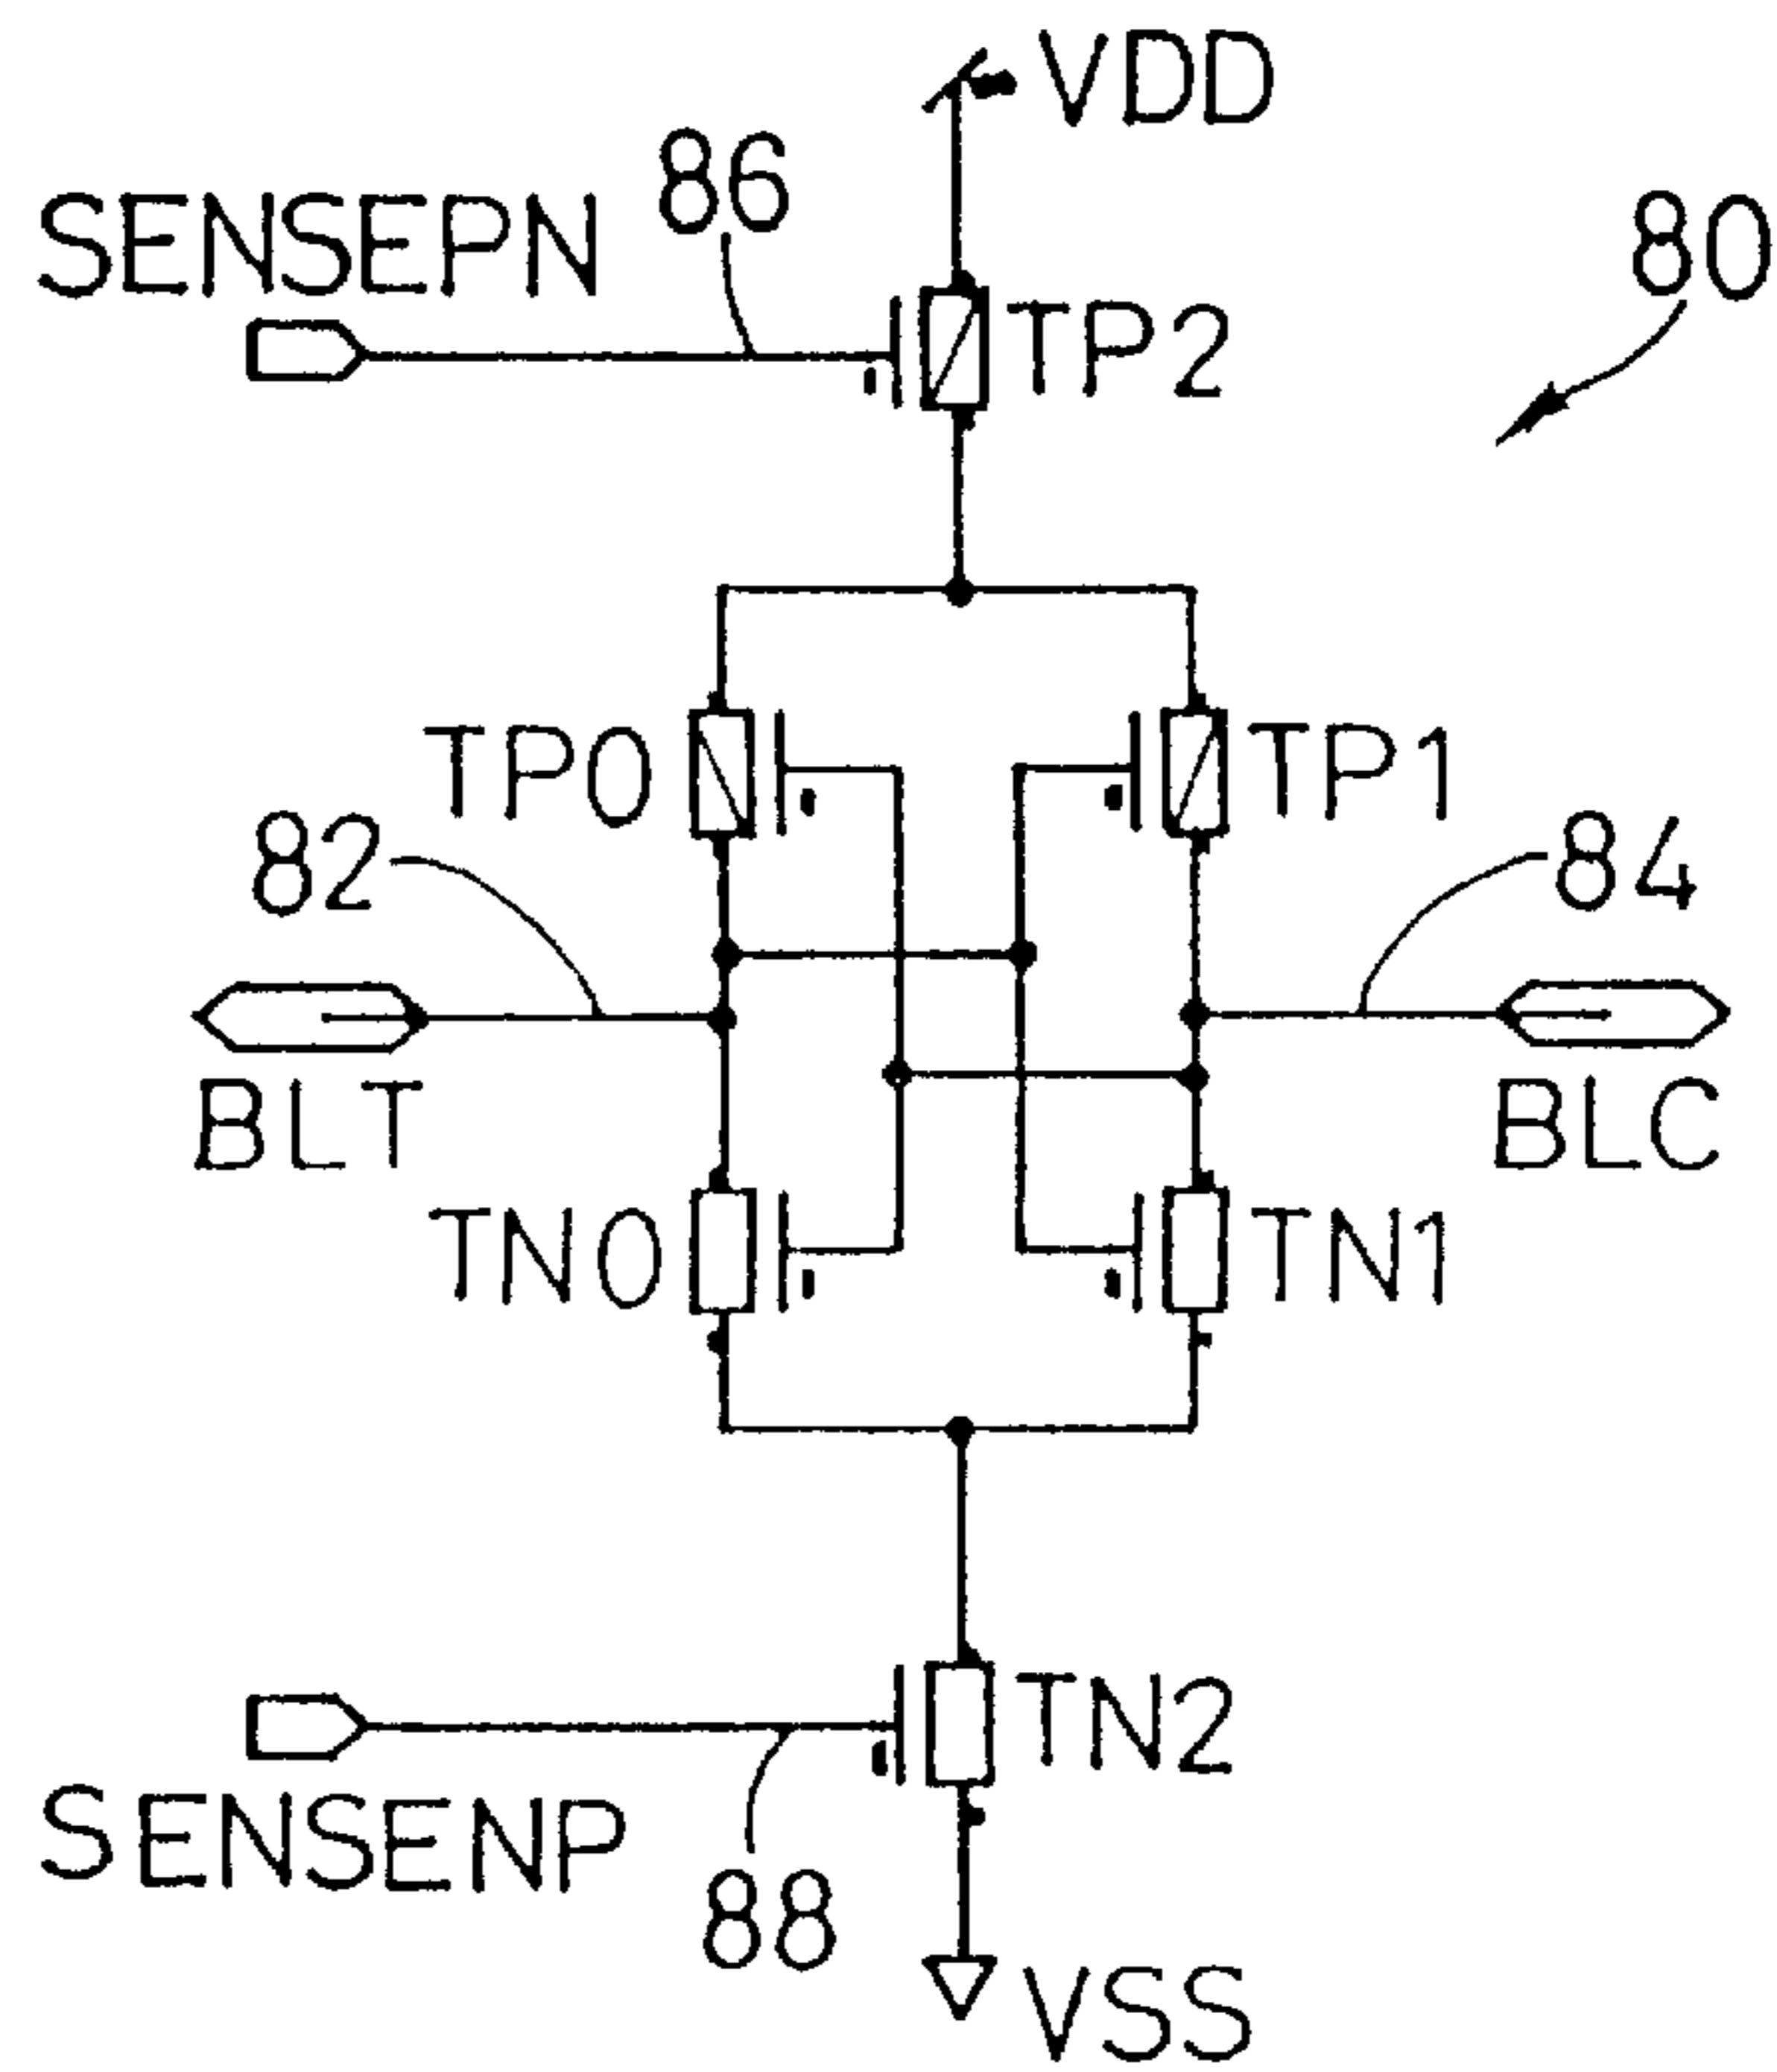 VDD
86
SENSEPN
80
TP2
TP0
TP1
82
84
BLT
BLC
TN0
TN1
TN2
SENSENP
88
VSS